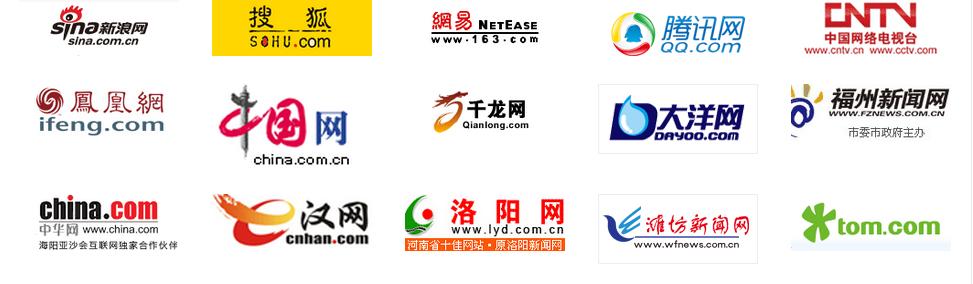 sina新浪网
sina.com.cn
搜狐
SOHU.com
網易 NETEASE
www.163.com
腾讯网
QQ.com
CNTV
中国网络电视台
www.cntv.cn www.cctv.com
鳳凰網
ifeng.com
中国网
china.com.cn
千龙网
Qianlong.com
大洋网
DAYOO.COM
福州新闻网
WWW.FZNEWS.COM.CN
市委市政府主办
china.com
中华网 www.china.com
海阳亚沙会互联网独家合作伙伴
汉网
cnhan.com
洛阳网
www.lyd.com.cn
河南省十佳网站·原洛阳新闻网
潍坊新闻网
www.wfnews.com.cn
tom.com